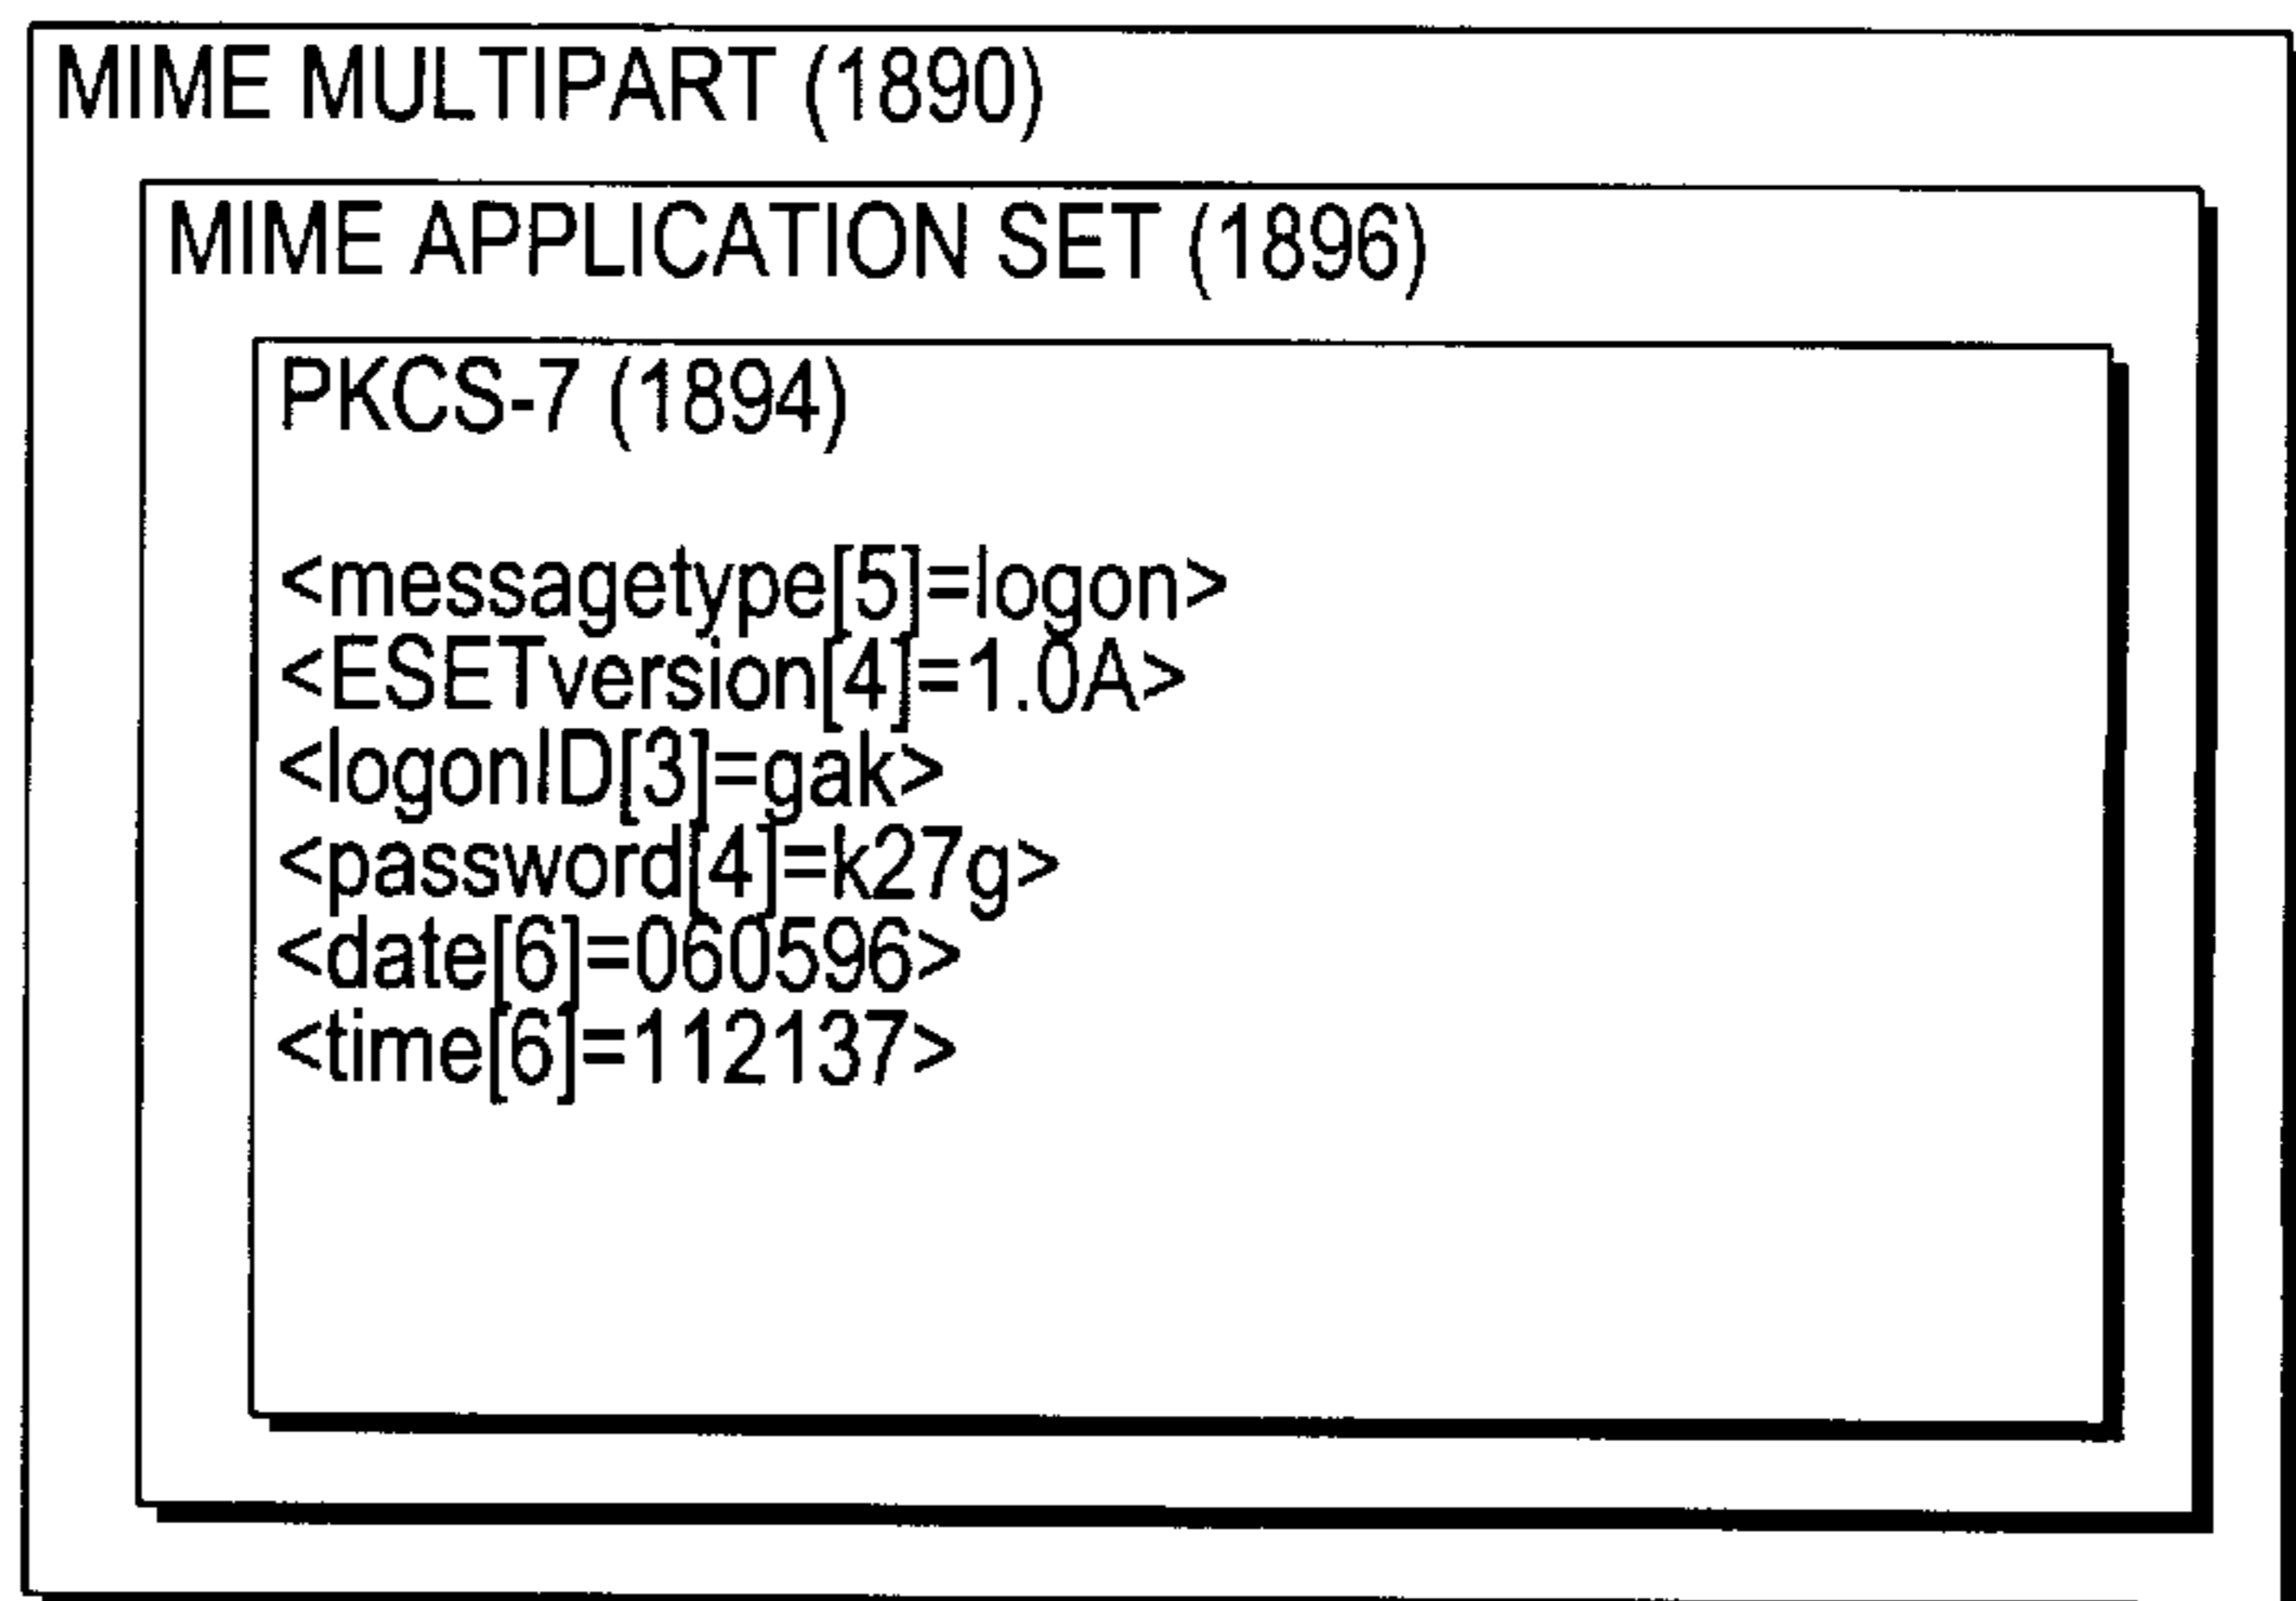 MIME MULTIPART (1890)
MIME APPLICATION SET (1896)
PKCS-7 (1894)
<messagetype[5]=logon>
<ESETversion[4]=1.0A>
<logonID[3]=gak>
<password[4]=k27g>
<date[6]=060596>
<time[6]=112137>